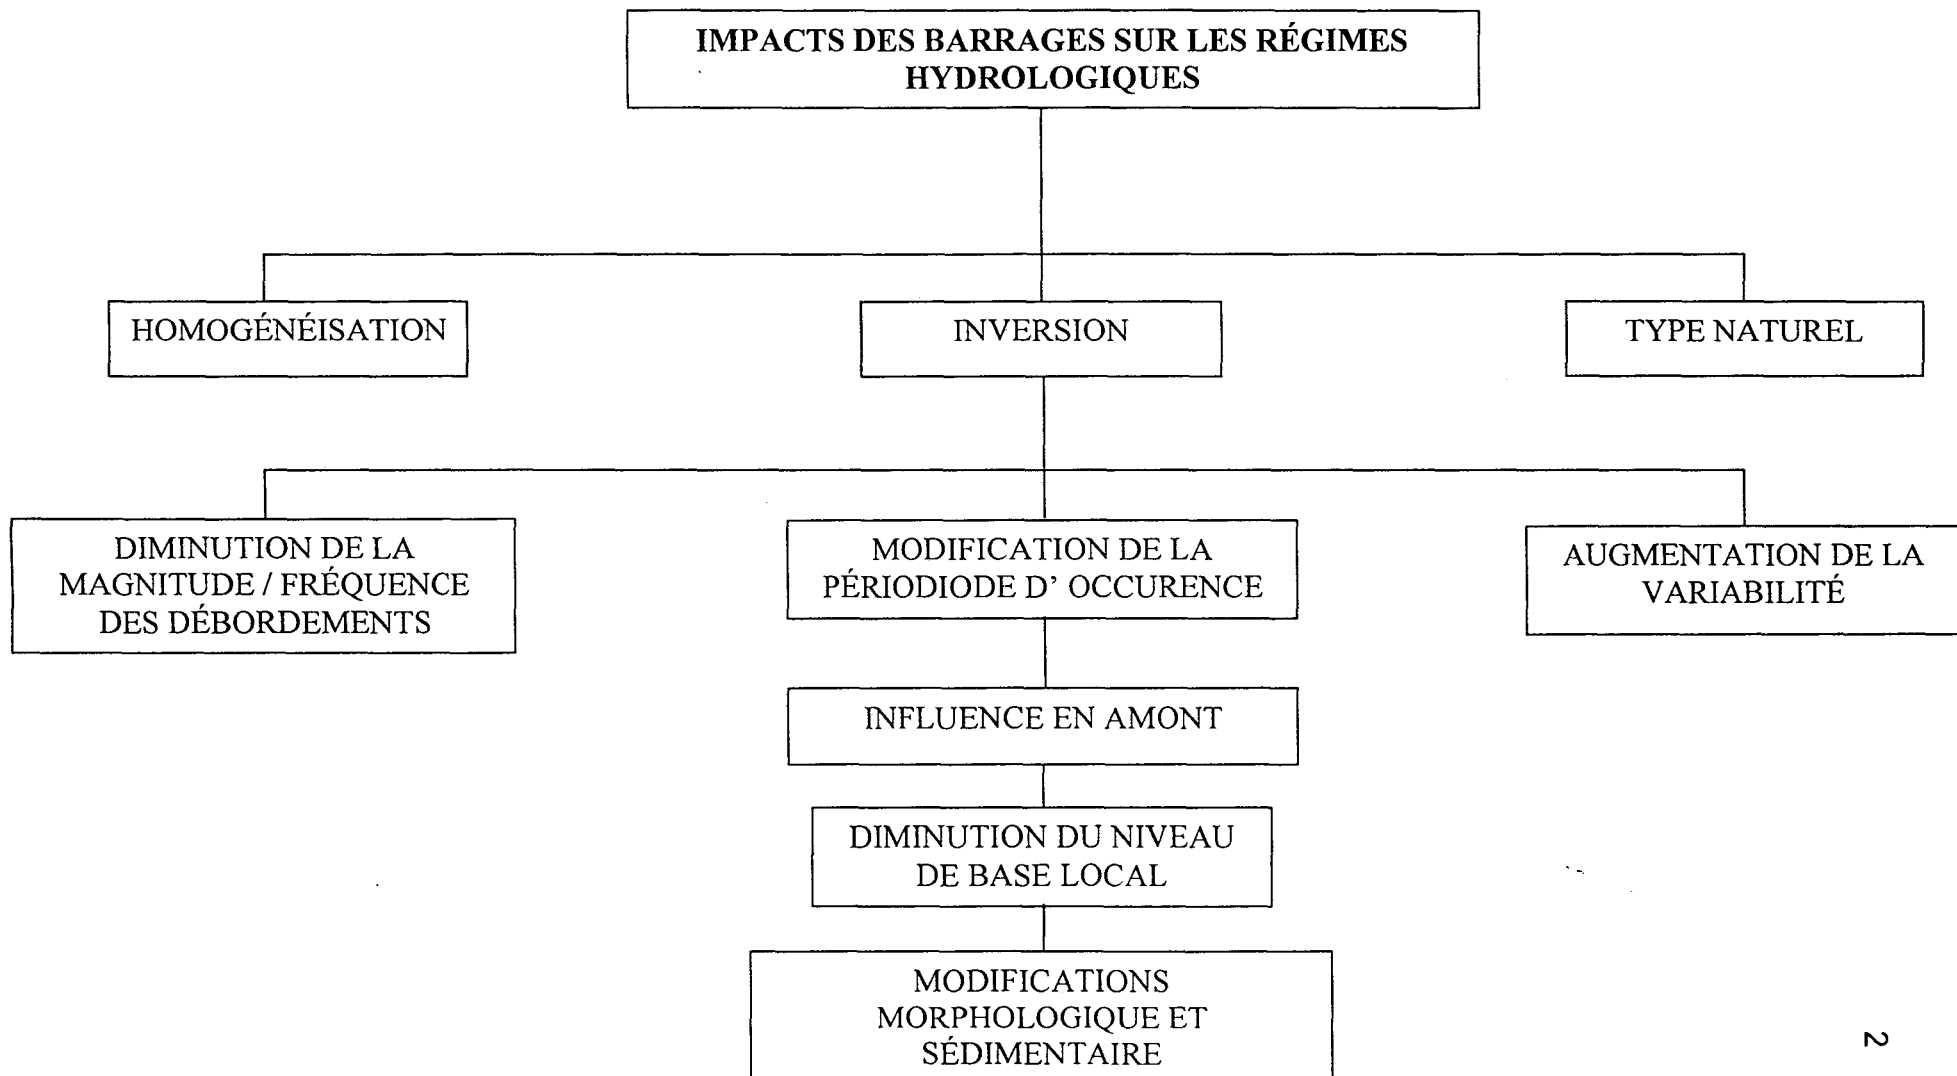 IMPACTS DES BARRAGES SUR LES RÉGIMES
HYDROLOGIQUES
HOMOGÉNÉISATION
INVERSION
TYPE NATUREL
DIMINUTION DE LA
MAGNITUDE / FRÉQUENCE
DES DÉBORDEMENTS
MODIFICATION DE LA
PÉRIODIODE D' OCCURENCE
AUGMENTATION DE LA
VARIABILITÉ
INFLUENCE EN AMONT
DIMINUTION DU NIVEAU
DE BASE LOCAL
MODIFICATIONS
MORPHOLOGIQUE ET
SÉDIMENTAIRE
2